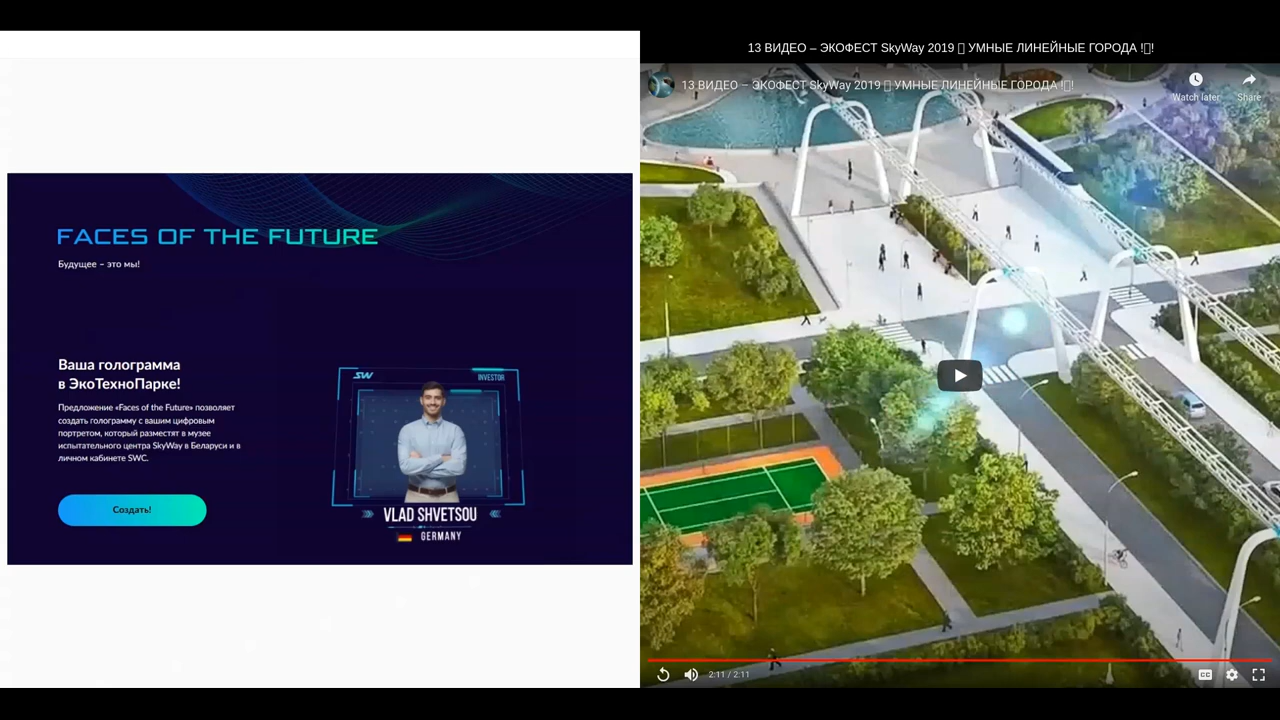 FACES OF THE FUTURE
Будущее – это мы!
Ваша голограмма
в ЭкоТехноПарке!
Предложение «Faces of the Future» позволяет
создать голограмму с вашим цифровым
портретом, который разместят в музее
испытательного центра SkyWay в Беларуси и в
личном кабинете SWC.
Создать!
SW
INVESTOR
VLAD SHVETSOU
GERMANY
13 ВИДЕО – ЭКОФЕСТ SkyWay 2019 УМНЫЕ ЛИНЕЙНЫЕ ГОРОДА !!
13 ВИДЕО – ЭКОФЕСТ SkyWay 2019 УМНЫЕ ЛИНЕЙНЫЕ ГОРОДА !!
Watch later
Share
2:11 / 2:11
CC